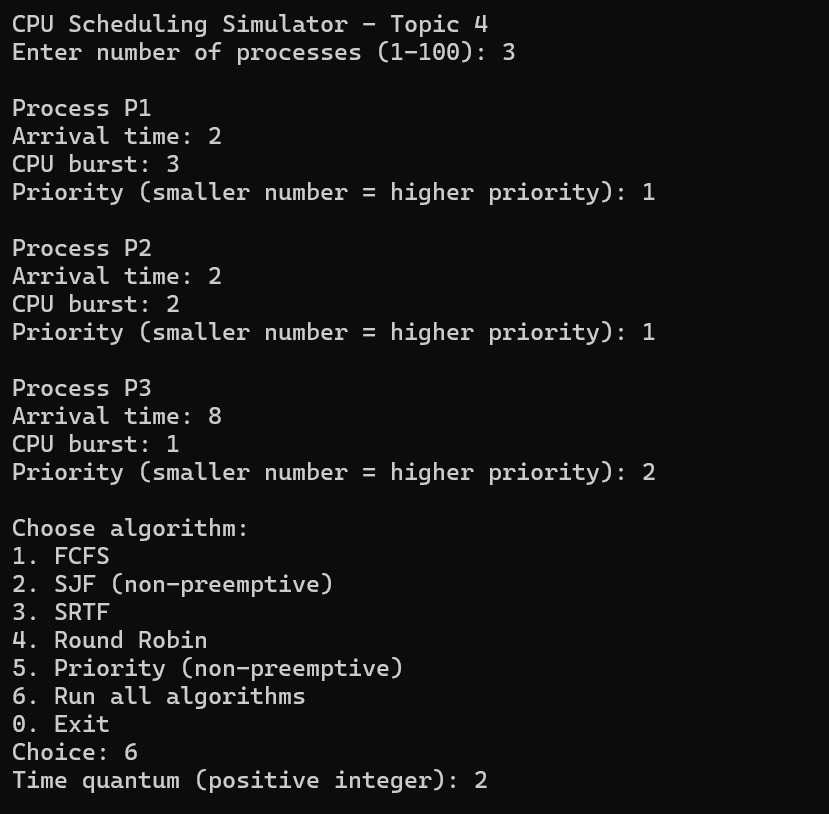 CPU Scheduling Simulator - Topic 4
Enter number of processes (1-100): 3
Process P1
Arrival time: 2
CPU burst: 3
Priority (smaller number = higher priority): 1
Process P2
Arrival time: 2
CPU burst: 2
Priority (smaller number = higher priority): 1
Process P3
Arrival time: 8
CPU burst: 1
Priority (smaller number = higher priority): 2
Choose algorithm:
1. FCFS
2. SJF (non-preemptive)
3. SRTF
4. Round Robin
5. Priority (non-preemptive)
6. Run all algorithms
0. Exit
Choice: 6
Time quantum (positive integer): 2